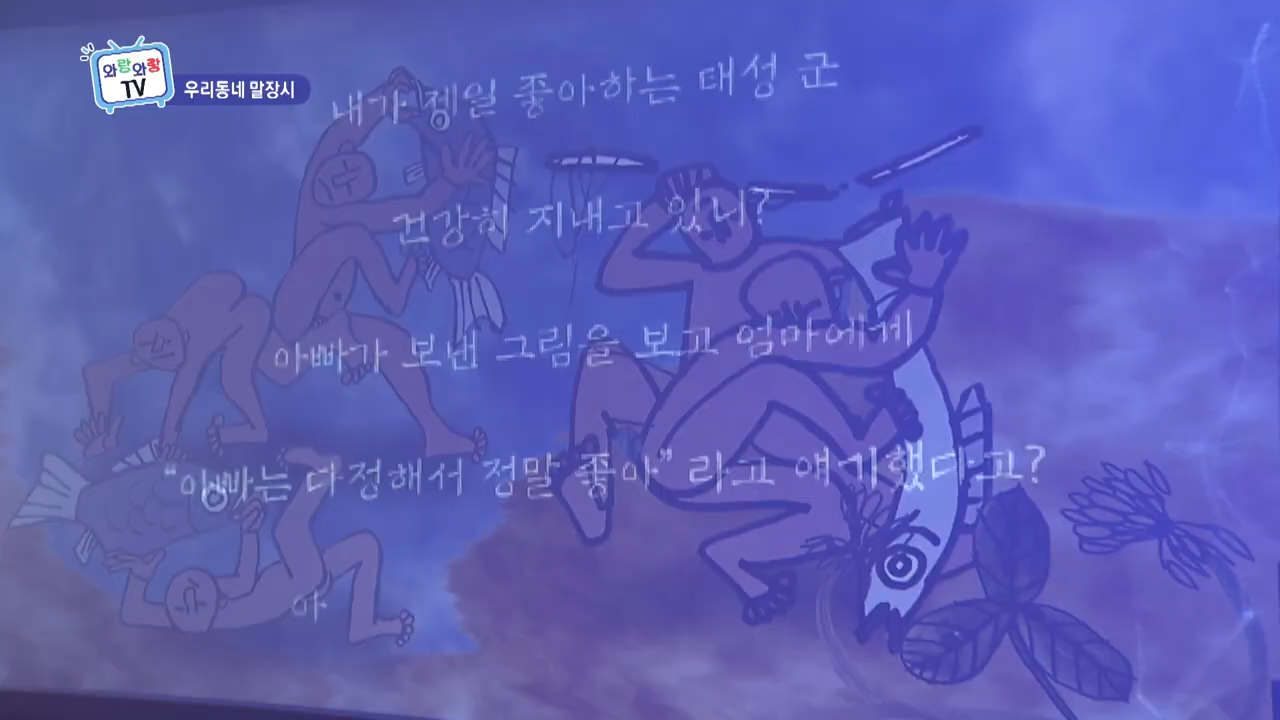 와랑와랑
TV
우리동네 말장시
내가 젤일 좋아하는 태성 군
건강히 지내고 있니?
아빠가 보낸 그림을 보고 엄마에게
“아빠는 다정해서 정말 좋아” 라고 얘기했다고?
아